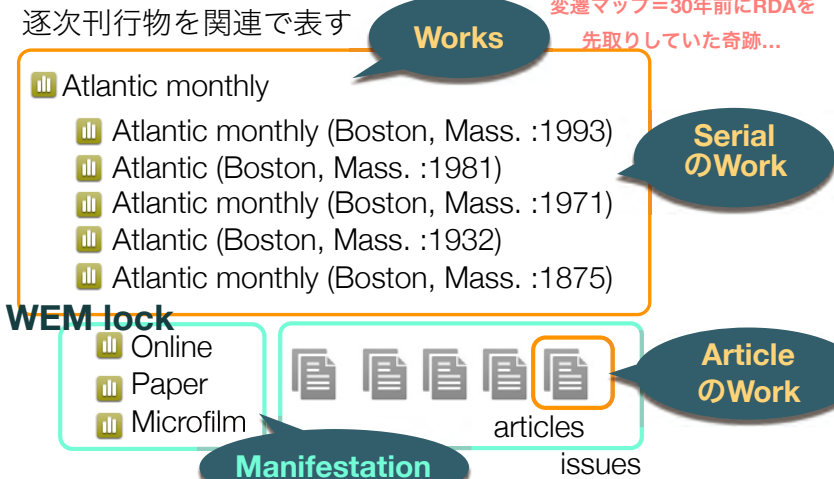 変遷マップ＝30年前にRDAを
先取りしていた奇跡…
逐次刊行物を関連で表す
Works
Atlantic monthly
Atlantic monthly (Boston, Mass. :1993)
Atlantic (Boston, Mass. :1981)
Atlantic monthly (Boston, Mass. :1971)
Atlantic (Boston, Mass. :1932)
Atlantic monthly (Boston, Mass. :1875)
Serial
のWork
WEM lock
Online
Paper
Microfilm
articles
issues
Article
のWork
Manifestation